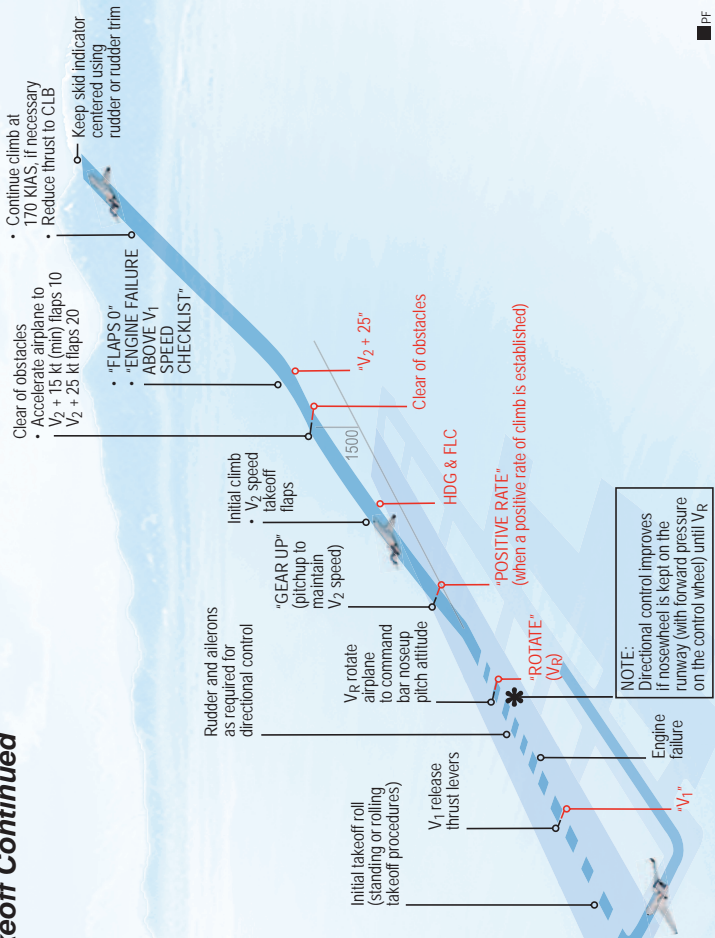 eoff Continued
Initial takeoff roll
(standing or rolling
takeoff procedures)
V1 release
thrust levers
"V1"
Engine
failure
Rudder and ailerons
as required for
directional control
VR rotate
airplane
to command
bar noseup
pitch attitude
"ROTATE"
(VR)
NOTE:
Directional control improves
if nosewheel is kept on the
runway (with forward pressure
on the control wheel) until VR
"GEAR UP"
(pitchup to
maintain
V2 speed)
"POSITIVE RATE"
(when a positive rate of climb is established)
Initial climb
• V2 speed
takeoff
flaps
HDG & FLC
1500
Clear of obstacles
• Accelerate airplane to
V2 + 15 kt (min) flaps 10
V2 + 25 kt flaps 20
Clear of obstacles
"V2 + 25"
• "FLAPS 0"
• "ENGINE FAILURE
ABOVE V1
SPEED
CHECKLIST"
• Continue climb at
170 KIAS, if necessary
• Reduce thrust to CLB
Keep skid indicator
centered using
rudder or rudder trim
PF